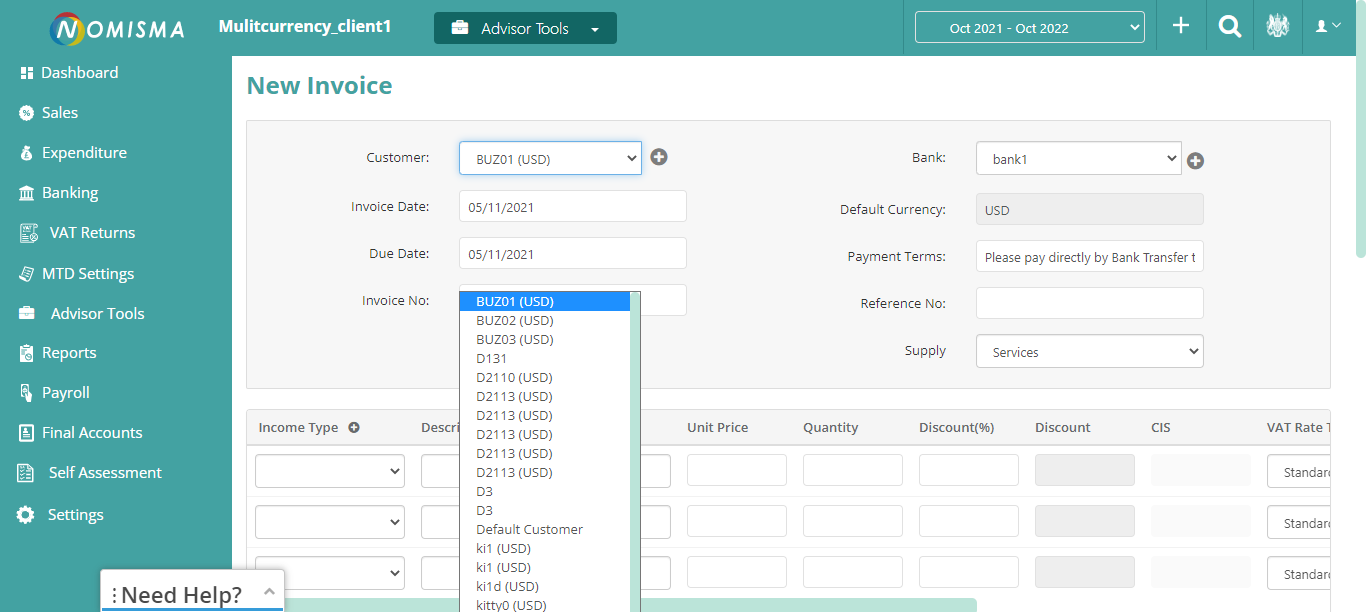 NOMISMA
Mulitcurrency_client1
Advisor Tools
Oct 2021 - Oct 2022
Dashboard
Sales
Expenditure
Banking
VAT Returns
MTD Settings
Advisor Tools
Reports
Payroll
Final Accounts
Self Assessment
Settings
Need Help?
New Invoice
Customer:
BUZ01 (USD)
Invoice Date:
05/11/2021
Due Date:
05/11/2021
Invoice No:
Bank:
bank1
Default Currency:
USD
Payment Terms:
Please pay directly by Bank Transfer t
Reference No:
Supply
Services
BUZ01 (USD)
BUZ02 (USD)
BUZ03 (USD)
D131
D2110 (USD)
D2113 (USD)
D2113 (USD)
D2113 (USD)
D2113 (USD)
D2113 (USD)
D3
D3
Default Customer
ki1 (USD)
ki1 (USD)
ki1d (USD)
kitty0 (USD)
Income Type
Descri
Unit Price
Quantity
Discount(%)
Discount
CIS
VAT Rate T
Standard
Standard
Standard